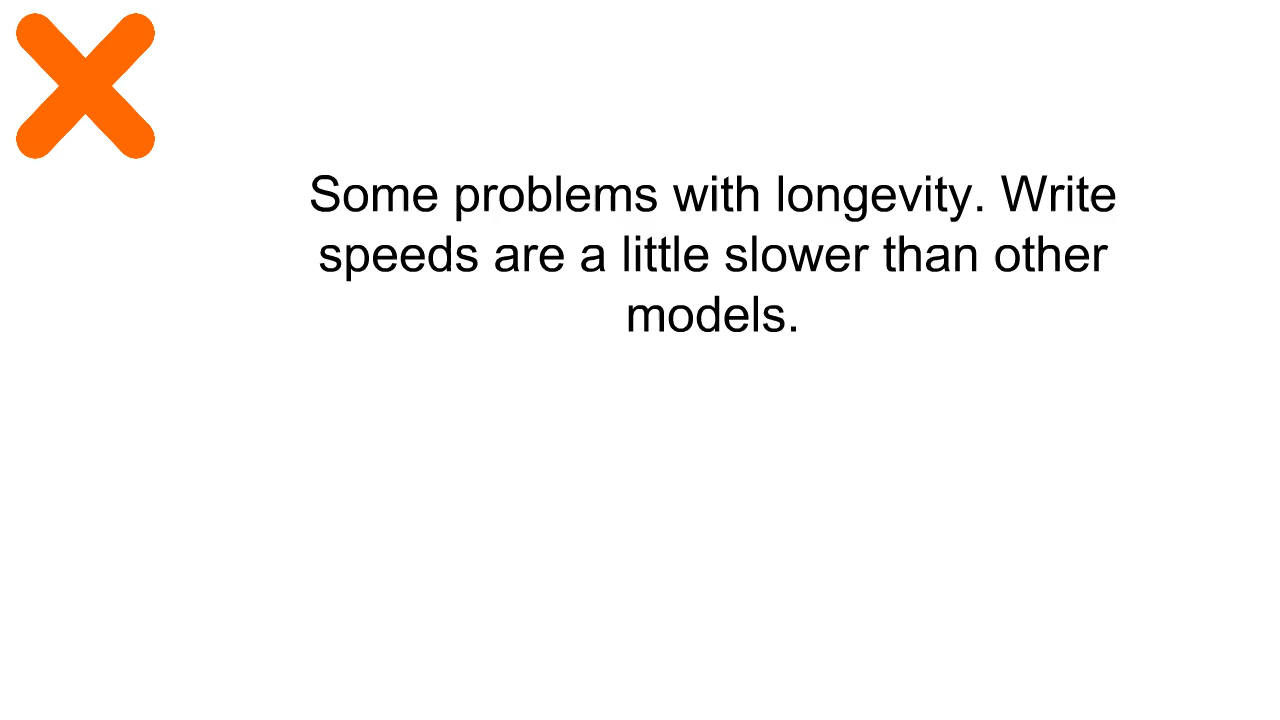 Some problems with longevity. Write
speeds are a little slower than other
models.